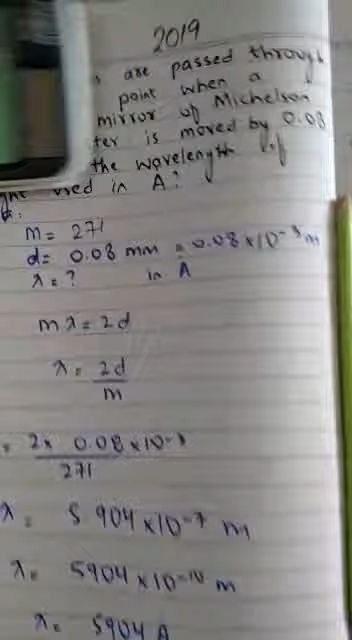 2019
s are passed through
point when a
mirror of Michelson
ter is moved by 0.08
the wavelength of
ght used in A?
m = 271
d = 0.08 mm = 0.08 × 10⁻³ m
λ = ? in A
m λ = 2d
λ = 2d
m
= 2 × 0.08 × 10⁻³
271
λ = 5 904 × 10⁻⁷ m
λ = 5904 × 10⁻¹⁰ m
λ = 5904 A